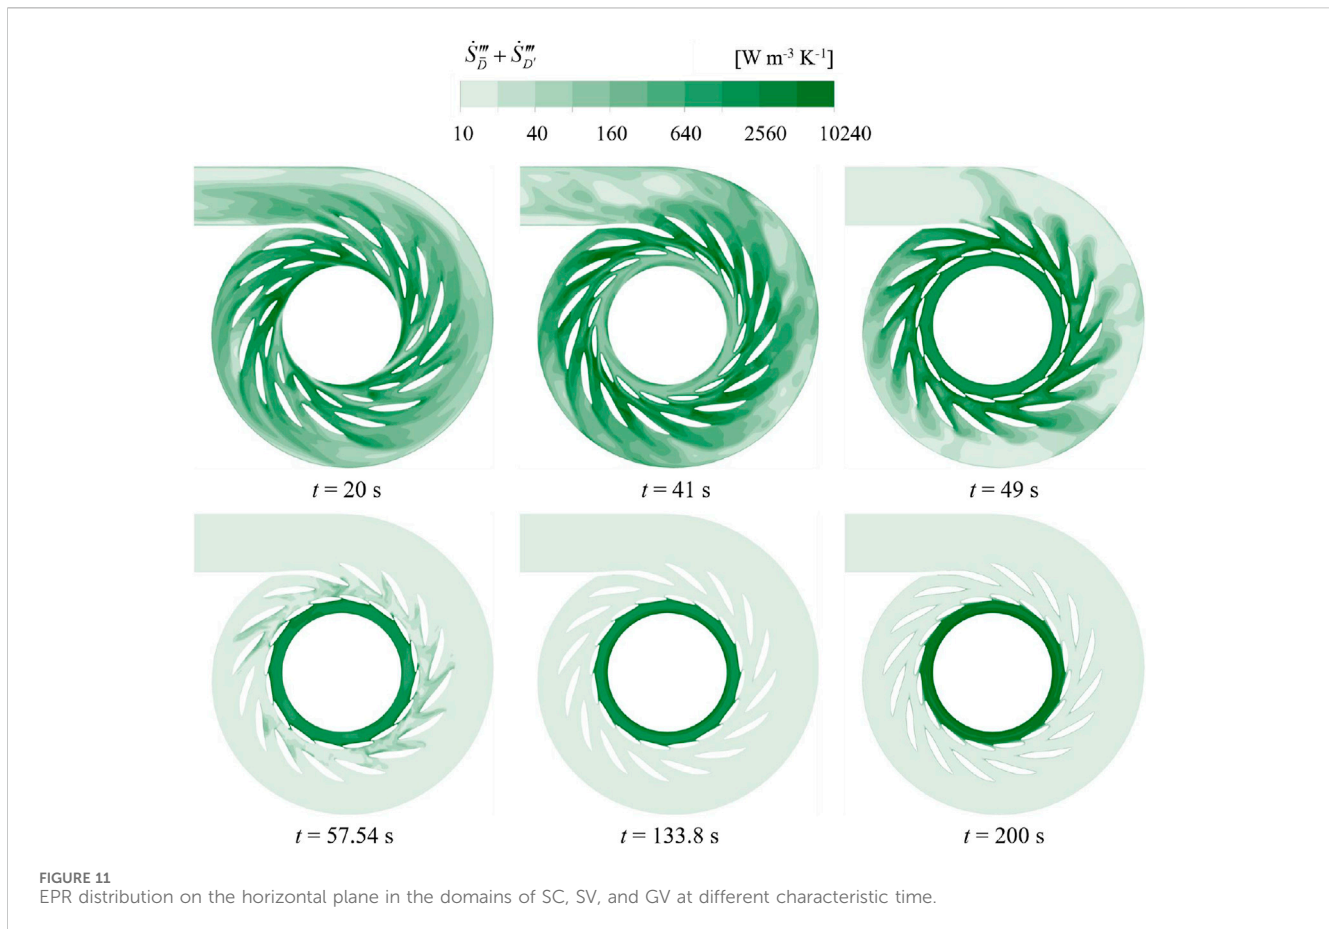 Ṡ‴_D̄ + Ṡ‴_D′ [W m⁻³ K⁻¹]
10 40 160 640 2560 10240
t = 20 s t = 41 s t = 49 s
t = 57.54 s t = 133.8 s t = 200 s
FIGURE 11
EPR distribution on the horizontal plane in the domains of SC, SV, and GV at different characteristic time.